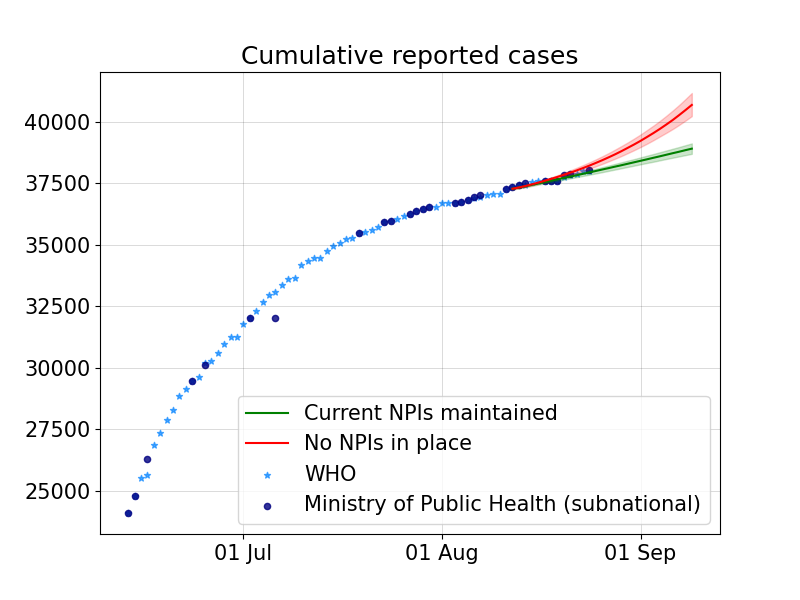 Cumulative reported cases
40000
37500
35000
32500
30000
27500
25000
Current NPIs maintained
No NPIs in place
WHO
Ministry of Public Health (subnational)
01 Jul
01 Aug
01 Sep